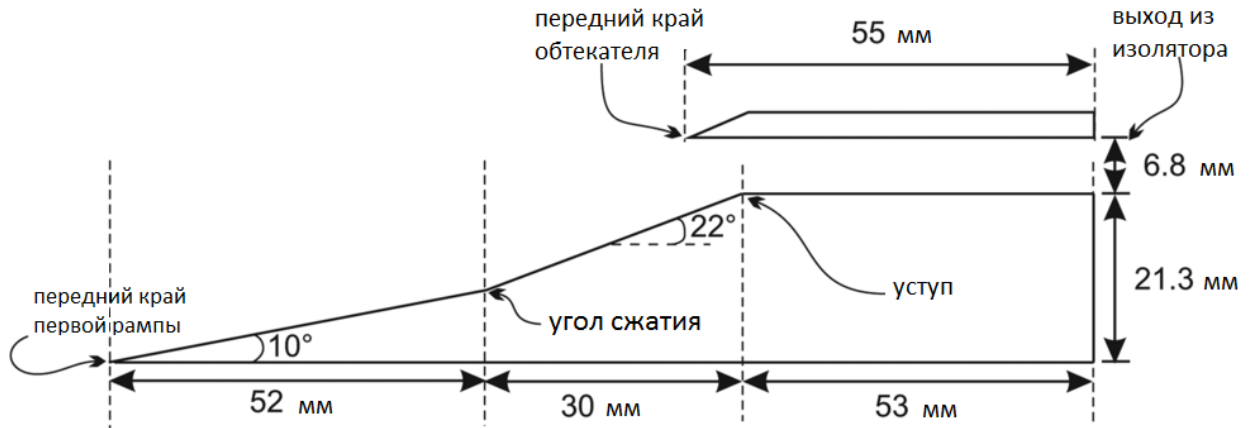 передний край
обтекателя
55 мм
выход из
изолятора
6.8 мм
22°
21.3 мм
уступ
передний край
первой рампы
10°
угол сжатия
52 мм
30 мм
53 мм